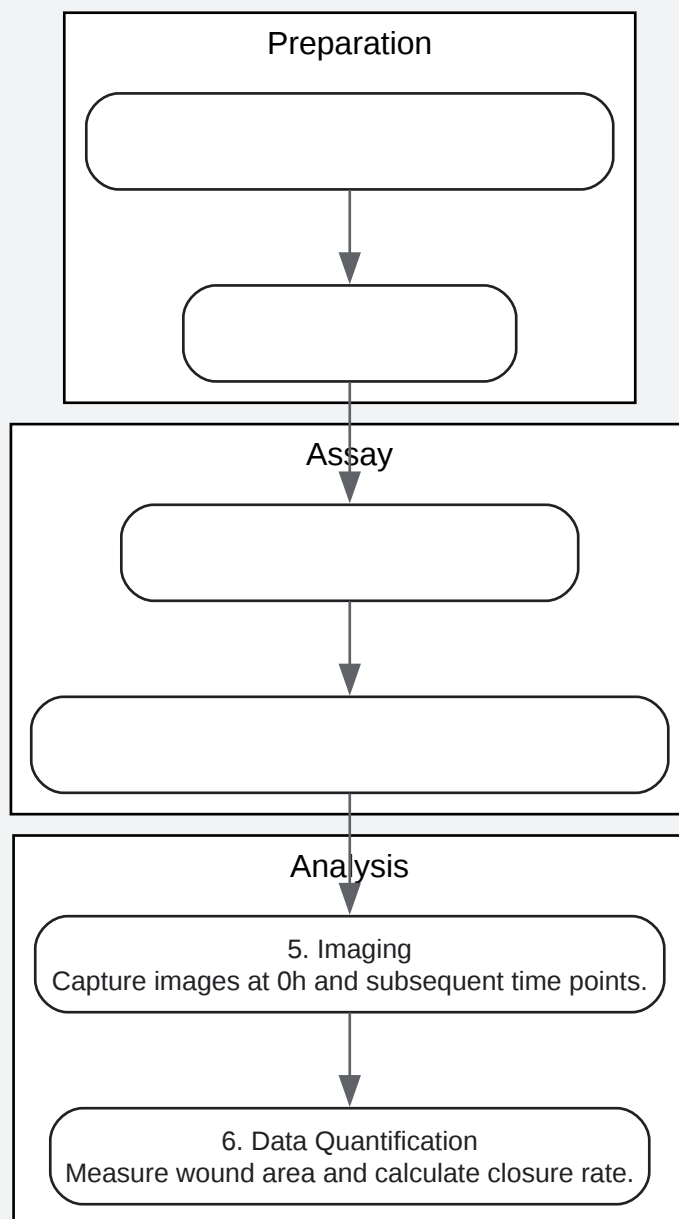 Preparation
Assay
Analysis
5. Imaging
Capture images at 0h and subsequent time points.
6. Data Quantification
Measure wound area and calculate closure rate.